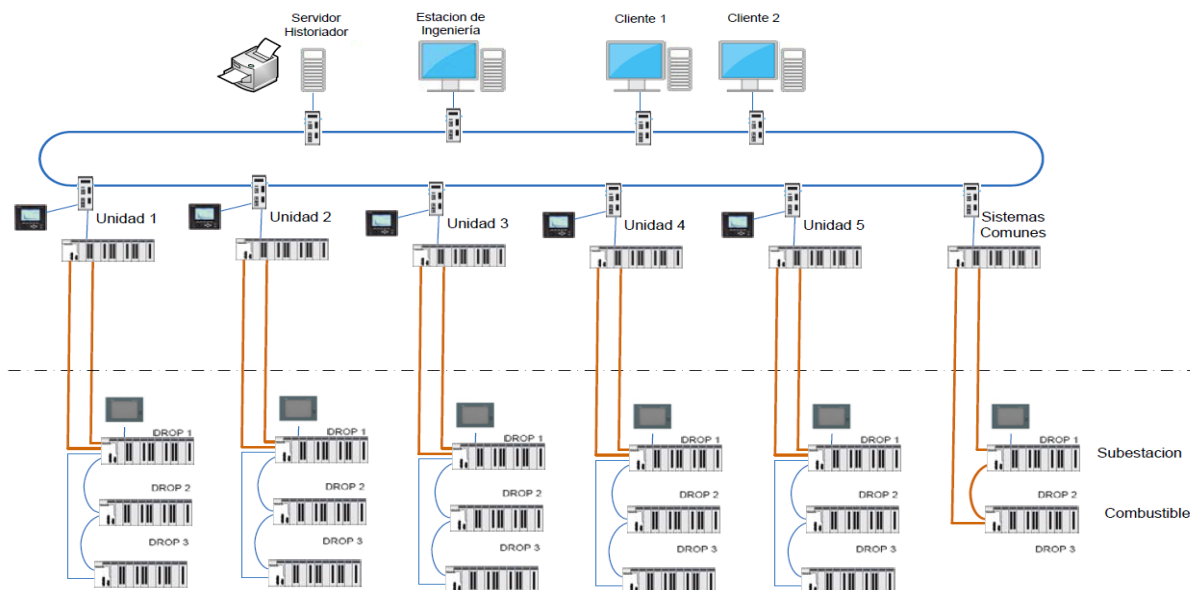 Servidor
Historiador
Estacion de
Ingeniería
Cliente 1
Cliente 2
Unidad 1
Unidad 2
Unidad 3
Unidad 4
Unidad 5
Sistemas
Comunes
DROP 1
DROP 1
DROP 1
DROP 1
DROP 1
DROP 1
Subestacion
DROP 2
DROP 2
DROP 2
DROP 2
DROP 2
DROP 2
Combustible
DROP 3
DROP 3
DROP 3
DROP 3
DROP 3
DROP 3